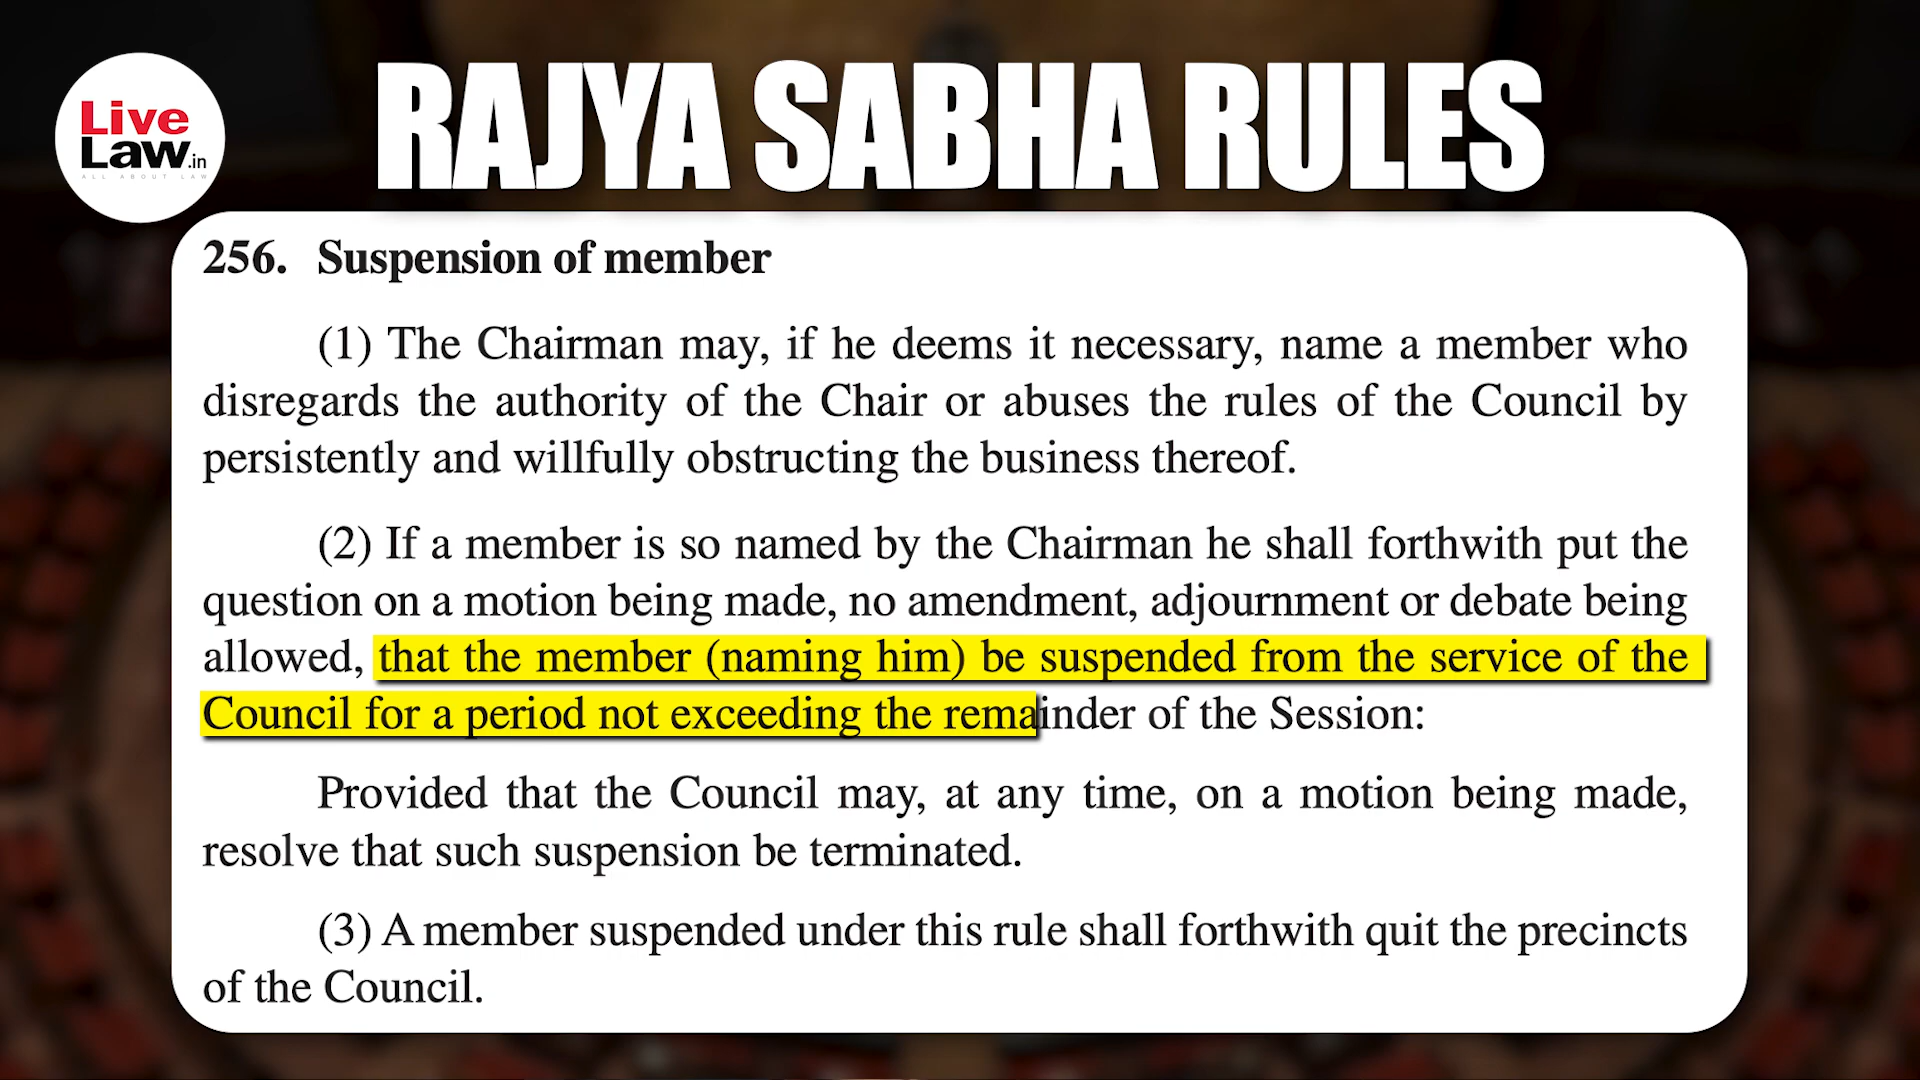 Live
Law.in
ALL ABOUT LAW
RAJYA SABHA RULES
256. Suspension of member
(1) The Chairman may, if he deems it necessary, name a member who
disregards the authority of the Chair or abuses the rules of the Council by
persistently and willfully obstructing the business thereof.
(2) If a member is so named by the Chairman he shall forthwith put the
question on a motion being made, no amendment, adjournment or debate being
allowed, that the member (naming him) be suspended from the service of the
Council for a period not exceeding the remainder of the Session:
Provided that the Council may, at any time, on a motion being made,
resolve that such suspension be terminated.
(3) A member suspended under this rule shall forthwith quit the precincts
of the Council.